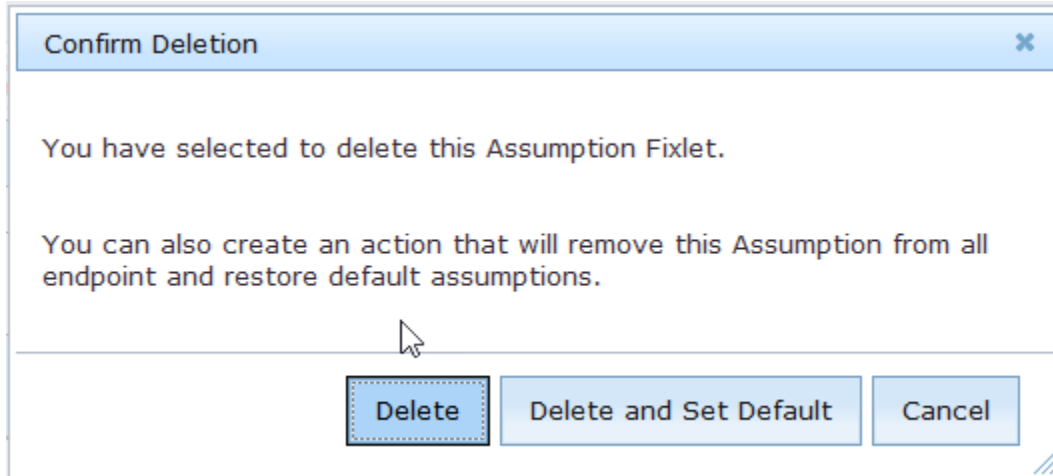 Confirm Deletion
You have selected to delete this Assumption Fixlet.
You can also create an action that will remove this Assumption from all
endpoint and restore default assumptions.
Delete
Delete and Set Default
Cancel